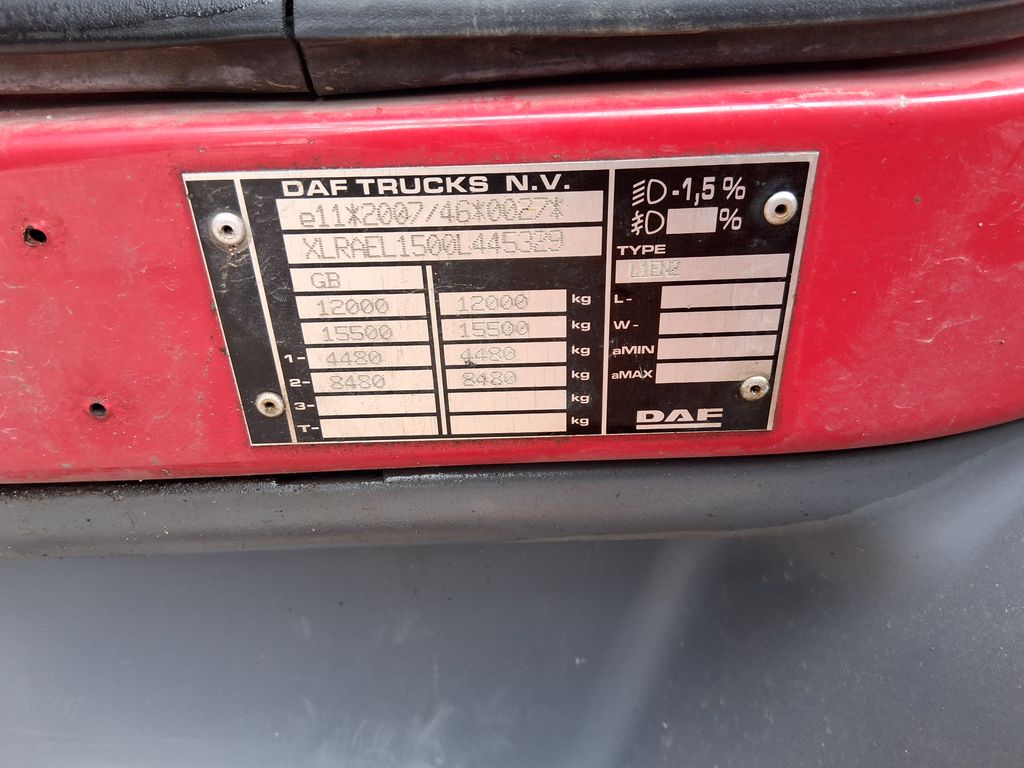 DAF TRUCKS N.V.
e11*2007/46*0027*
XLRAEL1500L445329
GB
12000 12000 kg
15500 15500 kg
1- 4480 4480 kg
2- 8480 8480 kg
3- kg
T- kg
-1,5%
%
TYPE
L1EN2
L-
W-
aMIN
aMAX
DAF